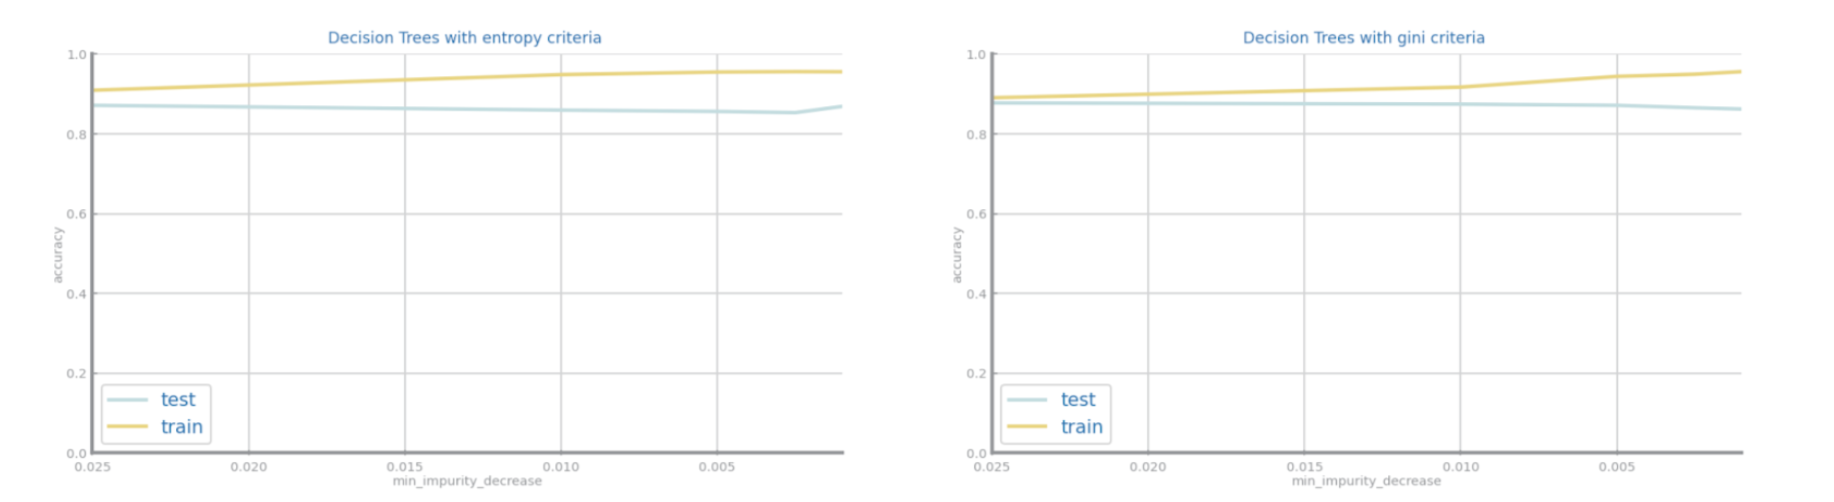 Decision Trees with entropy criteria
1.0
0.8
0.6
0.4
0.2
0.0
accuracy
test
train
0.025 0.020 0.015 0.010 0.005
min_impurity_decrease
Decision Trees with gini criteria
1.0
0.8
0.6
0.4
0.2
0.0
accuracy
test
train
0.025 0.020 0.015 0.010 0.005
min_impurity_decrease